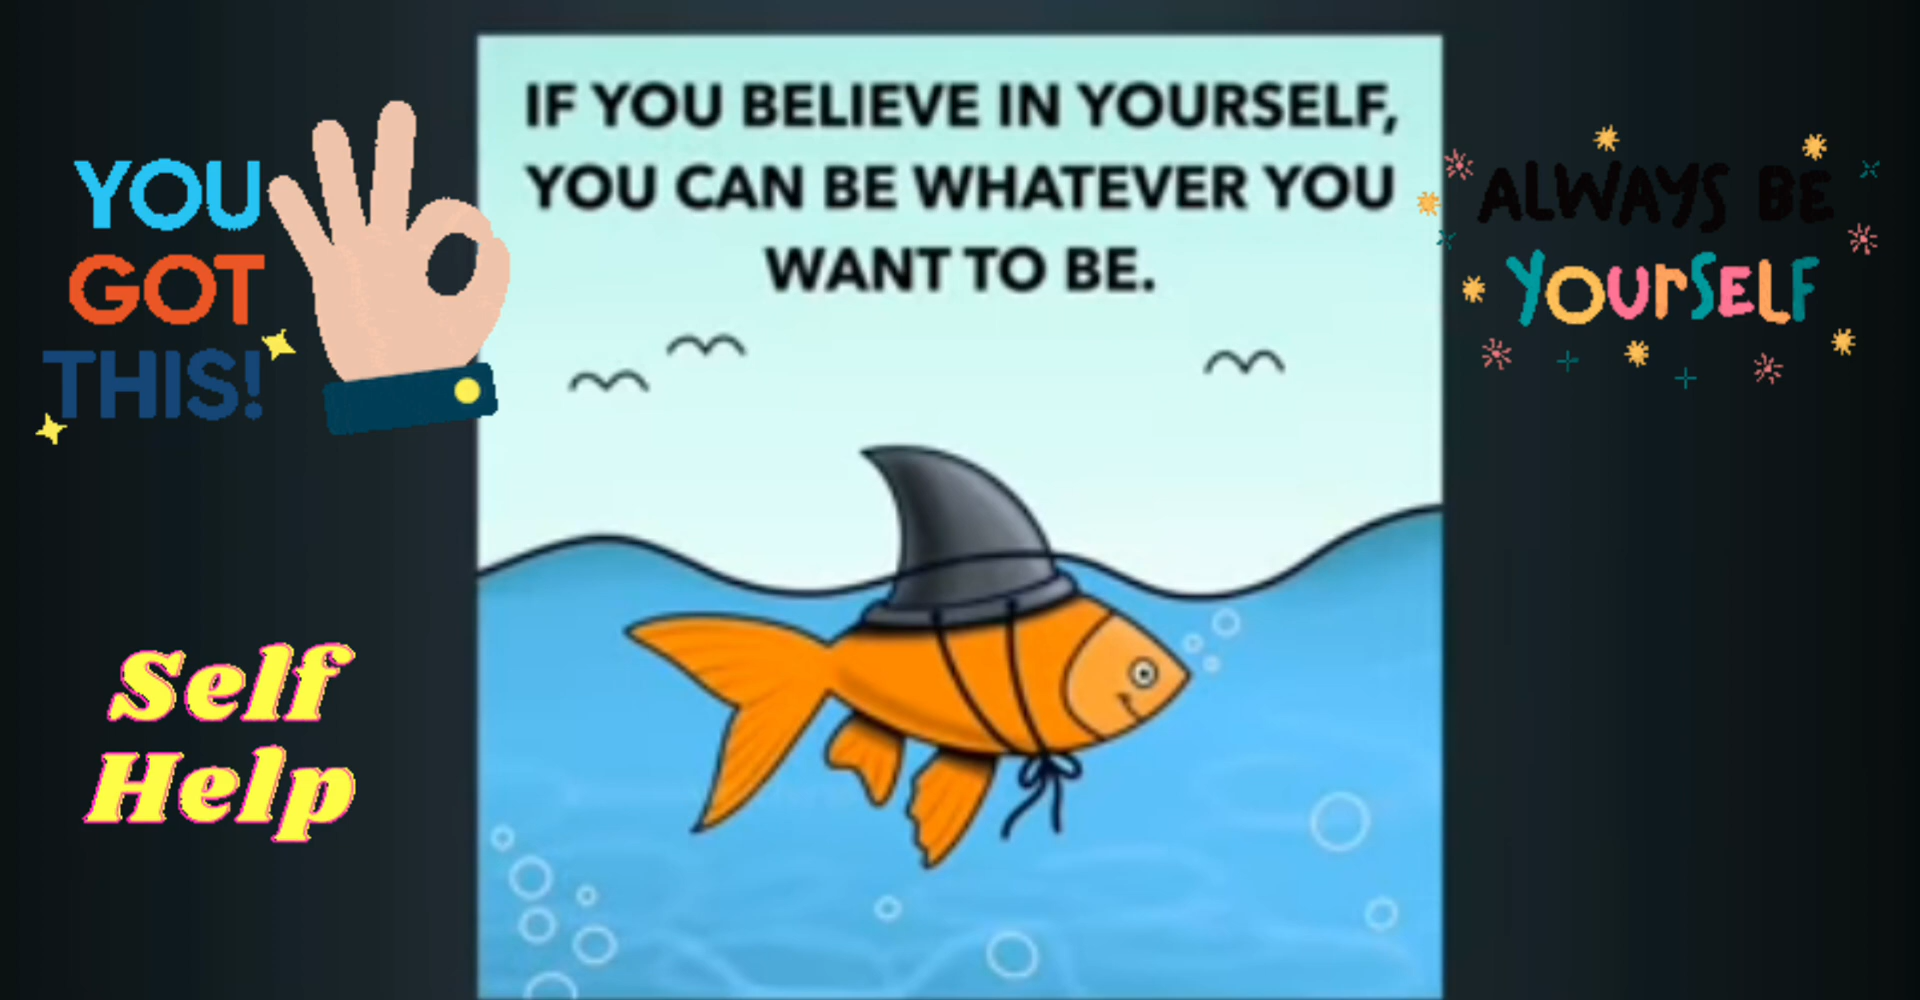 YOU
GOT
THIS!
IF YOU BELIEVE IN YOURSELF,
YOU CAN BE WHATEVER YOU
WANT TO BE.
ALWAYS BE
YOURSELF
Self
Help